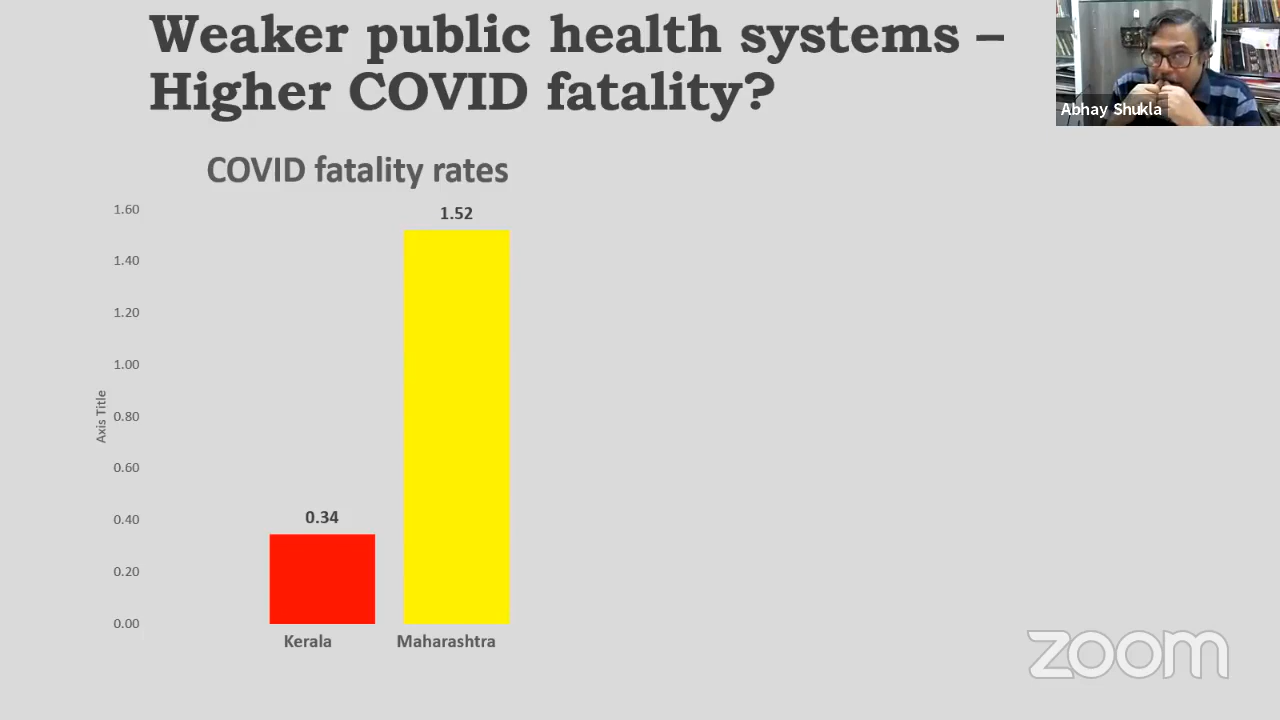 Weaker public health systems –
Higher COVID fatality?
Abhay Shukla
COVID fatality rates
1.60
1.40
1.20
1.00
0.80
0.60
0.40
0.20
0.00
Axis Title
1.52
0.34
Kerala
Maharashtra
zoom